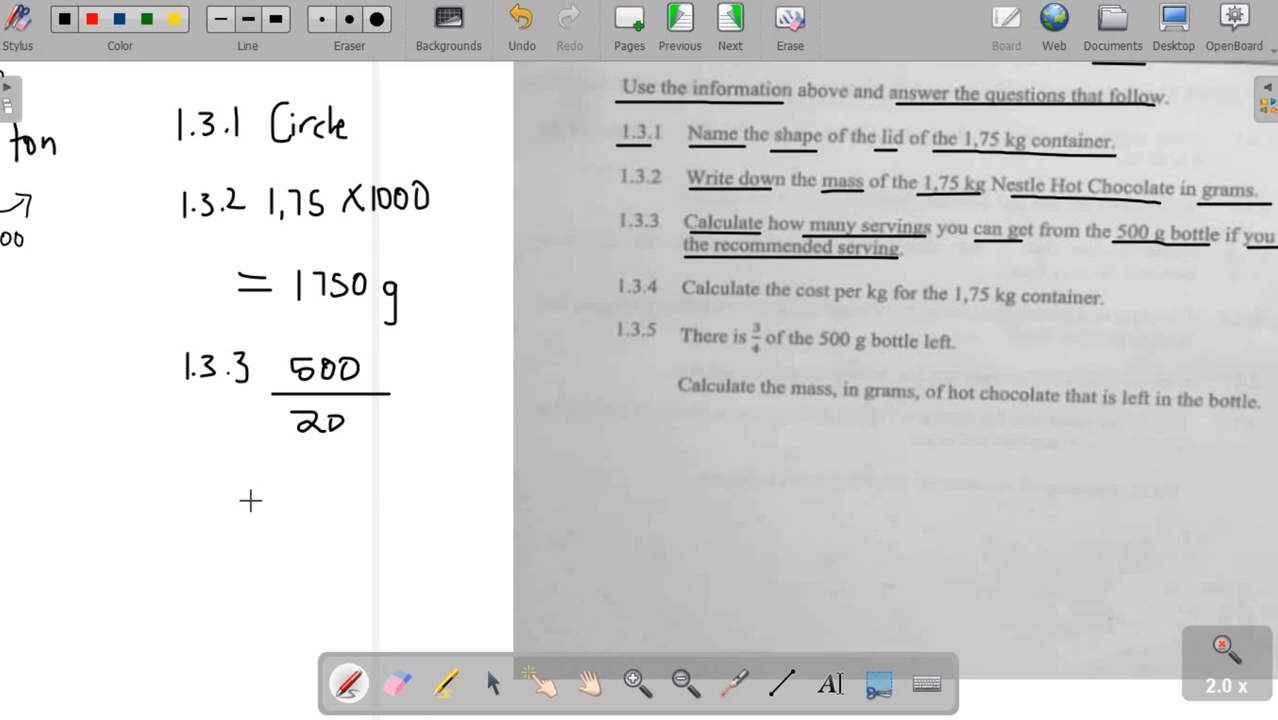 Stylus
Color
Line
Eraser
Backgrounds
Undo
Redo
Pages
Previous
Next
Erase
Board
Web
Documents
Desktop
OpenBoard
ton
00
1.3.1 Circle
1.3.2 1,75 ×1000
= 1750 g
1.3.3 500
20
Use the information above and answer the questions that follow.
1.3.1 Name the shape of the lid of the 1,75 kg container.
1.3.2 Write down the mass of the 1,75 kg Nestle Hot Chocolate in grams.
1.3.3 Calculate how many servings you can get from the 500 g bottle if you
the recommended serving.
1.3.4 Calculate the cost per kg for the 1,75 kg container.
1.3.5 There is 3/4 of the 500 g bottle left.
Calculate the mass, in grams, of hot chocolate that is left in the bottle.
2.0 x